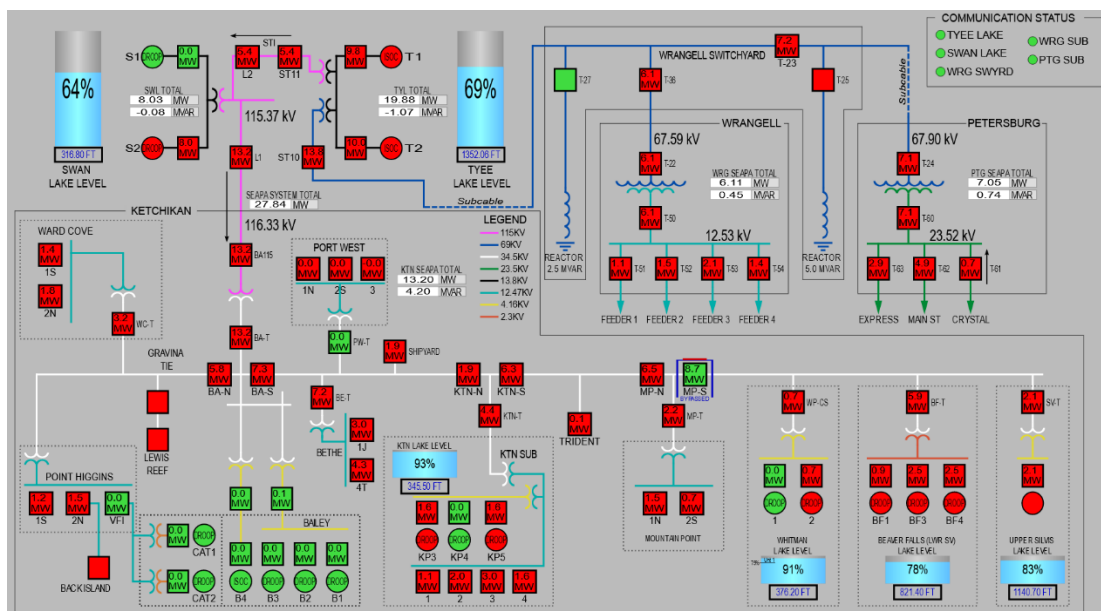 COMMUNICATION STATUS
TYEE LAKE
SWAN LAKE
WRG SWYRD
WRG SUB
PTG SUB
64%
316.80 FT
SWAN
LAKE LEVEL
S1
DROOP
0.0
MW
S2
DROOP
8.0
MW
SWL TOTAL
8.03 MW
-0.08 MVAR
STI
5.4
MW
L2
5.4
MW
ST11
115.37 kV
9.8
MW
T1
ISOC
TYL TOTAL
19.88 MW
-1.07 MVAR
10.0
MW
T2
ISOC
69%
1352.06 FT
TYEE
LAKE LEVEL
13.2
MW
L1
ST10
13.8
MW
SEAPA SYSTEM TOTAL
27.84 MW
Subcable
WRANGELL SWITCHYARD
7.2
MW
T-23
T-27
6.1
MW
T-36
T-25
Subcable
REACTOR
2.5 MVAR
REACTOR
5.0 MVAR
67.59 kV
WRANGELL
6.1
MW
T-22
WRG SEAPA TOTAL
6.11 MW
0.45 MVAR
6.1
MW
T-50
12.53 kV
1.1
MW
T-51
1.5
MW
T-52
2.1
MW
T-53
1.4
MW
T-54
FEEDER 1
FEEDER 2
FEEDER 3
FEEDER 4
67.90 kV
PETERSBURG
7.1
MW
T-24
PTG SEAPA TOTAL
7.05 MW
0.74 MVAR
7.1
MW
T-60
23.52 kV
2.9
MW
T-63
4.9
MW
T-62
0.7
MW
T-61
EXPRESS
MAIN ST
CRYSTAL
KETCHIKAN
116.33 kV
LEGEND
115KV
69KV
34.5KV
23.5KV
13.8KV
12.47KV
4.16KV
2.3KV
WARD COVE
1.4
MW
1S
1.8
MW
2N
3.2
MW
WC-T
13.2
MW
BA115
13.2
MW
BA-T
PORT WEST
0.0
MW
1N
0.0
MW
2S
-0.0
MW
3
0.0
MW
PW-T
KTN SEAPA TOTAL
13.20 MW
4.20 MVAR
GRAVINA
TIE
5.8
MW
BA-N
7.3
MW
BA-S
1.9
MW
SHIPYARD
1.9
MW
KTN-N
6.3
MW
KTN-S
6.5
MW
MP-N
8.7
MW
MP-S
BYPASSED
LEWIS
REEF
7.2
MW
BE-T
BETHE
3.0
MW
1J
4.3
MW
4T
4.4
MW
KTN-T
0.1
MW
TRIDENT
2.2
MW
MP-T
1.5
MW
1N
0.7
MW
2S
MOUNTAIN POINT
POINT HIGGINS
1.2
MW
1S
1.5
MW
2N
0.0
MW
VFI
BACK ISLAND
0.0
MW
DROOP
CAT1
0.0
MW
DROOP
CAT2
0.0
MW
0.1
MW
BAILEY
0.0
MW
SOC
B4
0.0
MW
DROOP
B3
0.0
MW
DROOP
B2
0.0
MW
DROOP
B1
KTN LAKE LEVEL
93%
345.50 FT
KTN SUB
1.6
MW
DROOP
KP3
0.0
MW
DROOP
KP4
1.6
MW
DROOP
KP5
1.1
MW
1
2.0
MW
2
3.0
MW
3
1.6
MW
4
0.7
MW
WP-CS
0.0
MW
DROOP
1
0.7
MW
DROOP
2
WHITMAN
LAKE LEVEL
91%
376.20 FT
5.9
MW
BF-T
0.9
MW
DROOP
BF1
2.5
MW
DROOP
BF3
2.5
MW
DROOP
BF4
BEAVER FALLS (LWR SV)
LAKE LEVEL
78%
821.40 FT
2.1
MW
SV-T
2.1
MW
UPPER SILVIS
LAKE LEVEL
83%
1140.70 FT